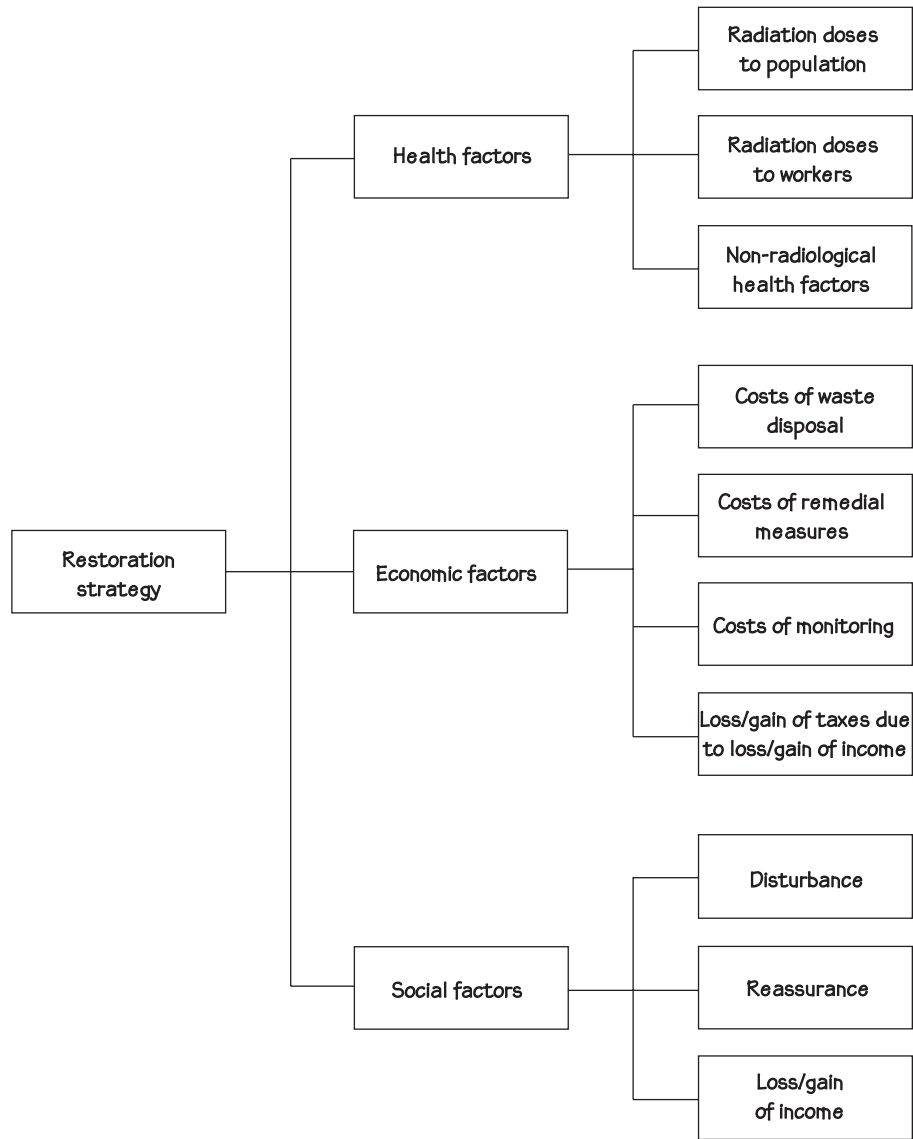 Radiation doses
to population
Health factors
Radiation doses
to workers
Non-radiological
health factors
Costs of waste
disposal
Costs of remedial
measures
Restoration
strategy
Economic factors
Costs of monitoring
Loss/gain of taxes due
to loss/gain of income
Disturbance
Social factors
Reassurance
Loss/gain
of income